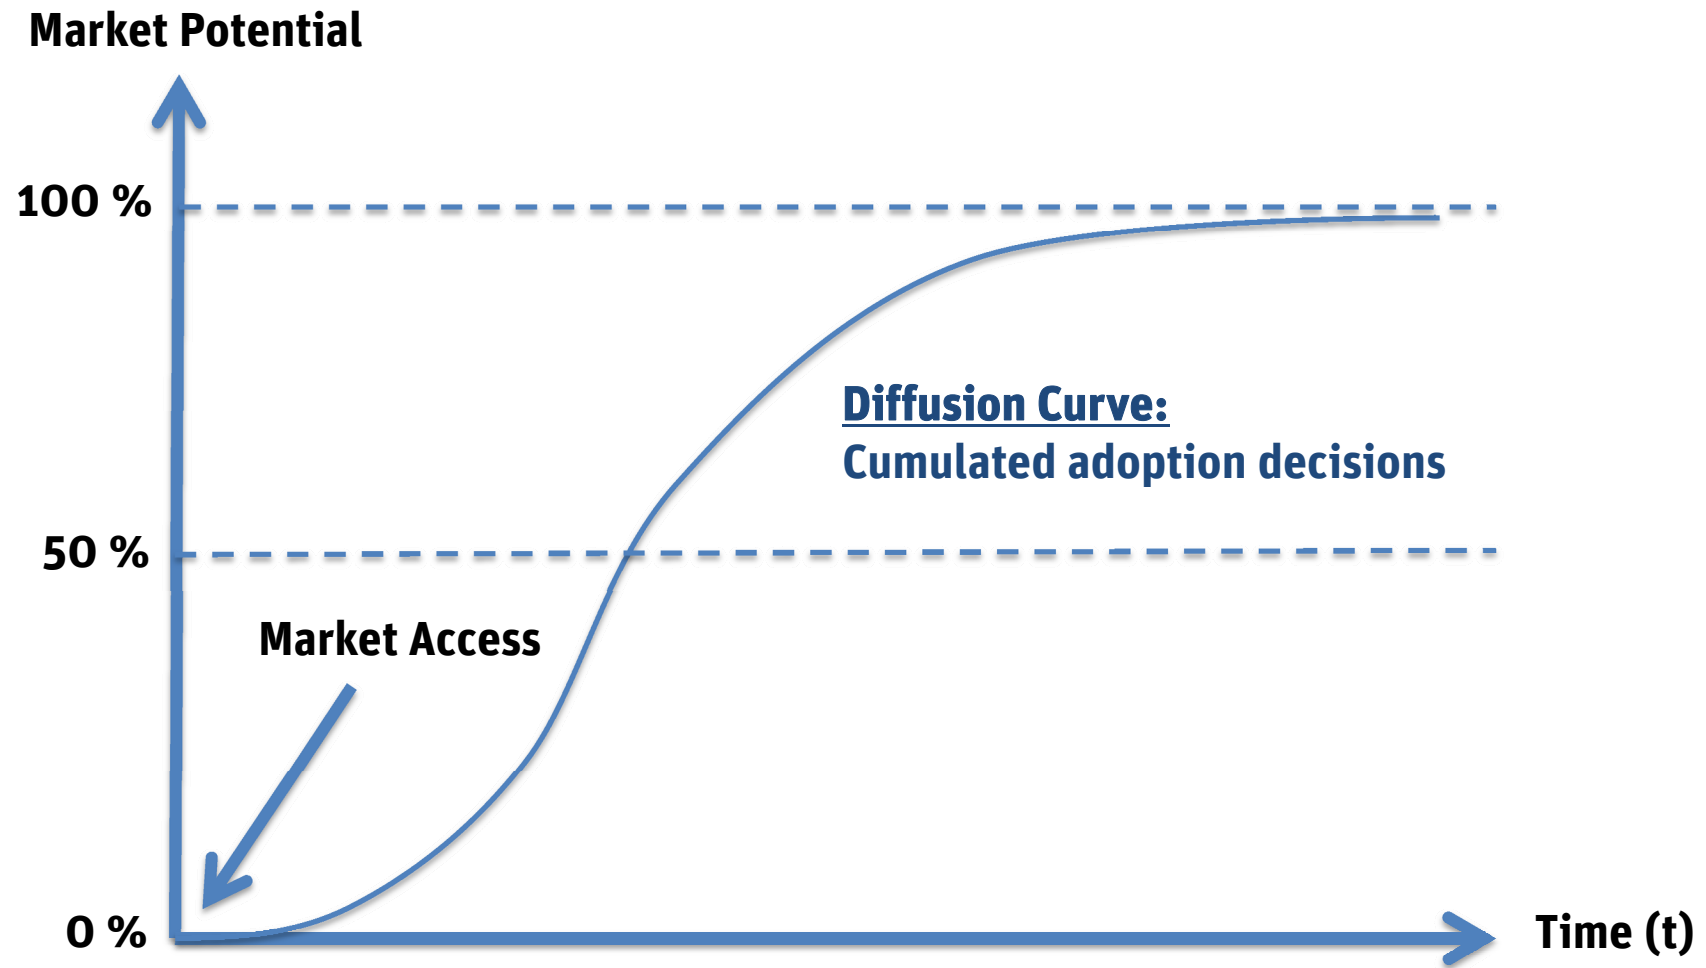 Market Potential
100 %
Diffusion Curve:
Cumulated adoption decisions
50 %
Market Access
0 %
Time (t)